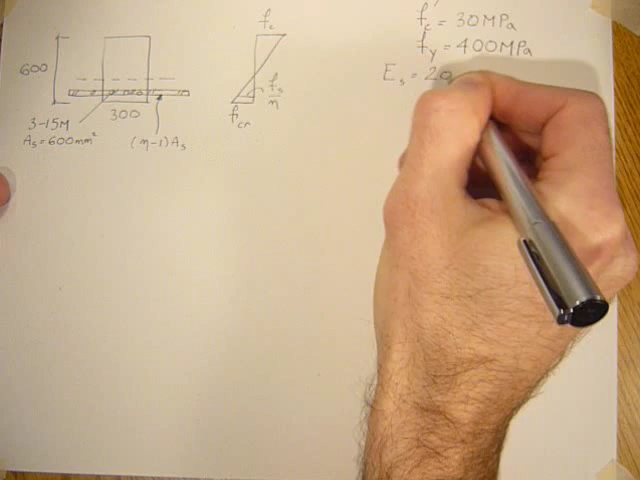 600
300
3-15M
As = 600mm²
(n-1)As
fc
fs/n
fcr
f'c = 30MPa
fy = 400MPa
Es = 20